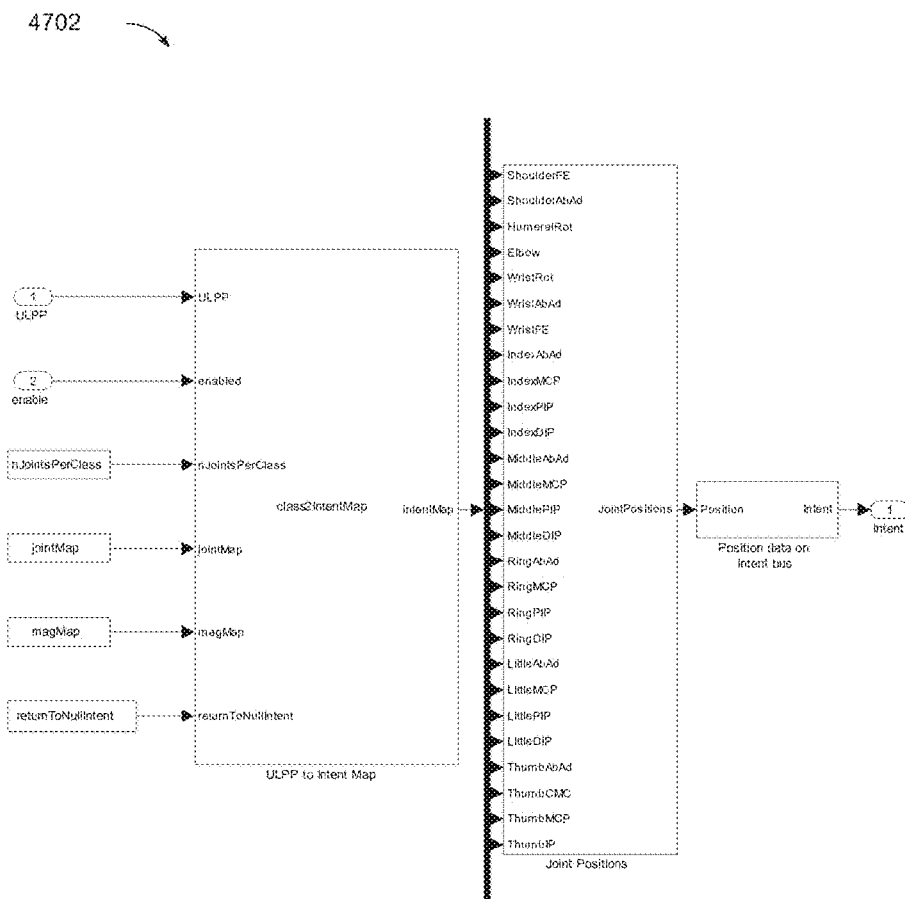 4702
1
ULPP
2
enable
nJointsPerClass
jointMap
magMap
returnToNullIntent
ULPP
enabled
nJointsPerClass
class2IntentMap
intentMap
jointMap
magMap
returnToNullIntent
ULPP to Intent Map
ShoulderFE
ShoulderAbAd
HumeralRot
Elbow
WristRot
WristAbAd
WristFE
IndexAbAd
IndexMCP
IndexPIP
IndexDIP
MiddleAbAd
MiddleMCP
MiddlePIP
MiddleDIP
RingAbAd
RingMCP
RingPIP
RingDIP
LittleAbAd
LittleMCP
LittlePIP
LittleDIP
ThumbAbAd
ThumbCMC
ThumbMCP
ThumbIP
JointPositions
Joint Positions
Position
Intent
Position data on
Intent bus
1
Intent